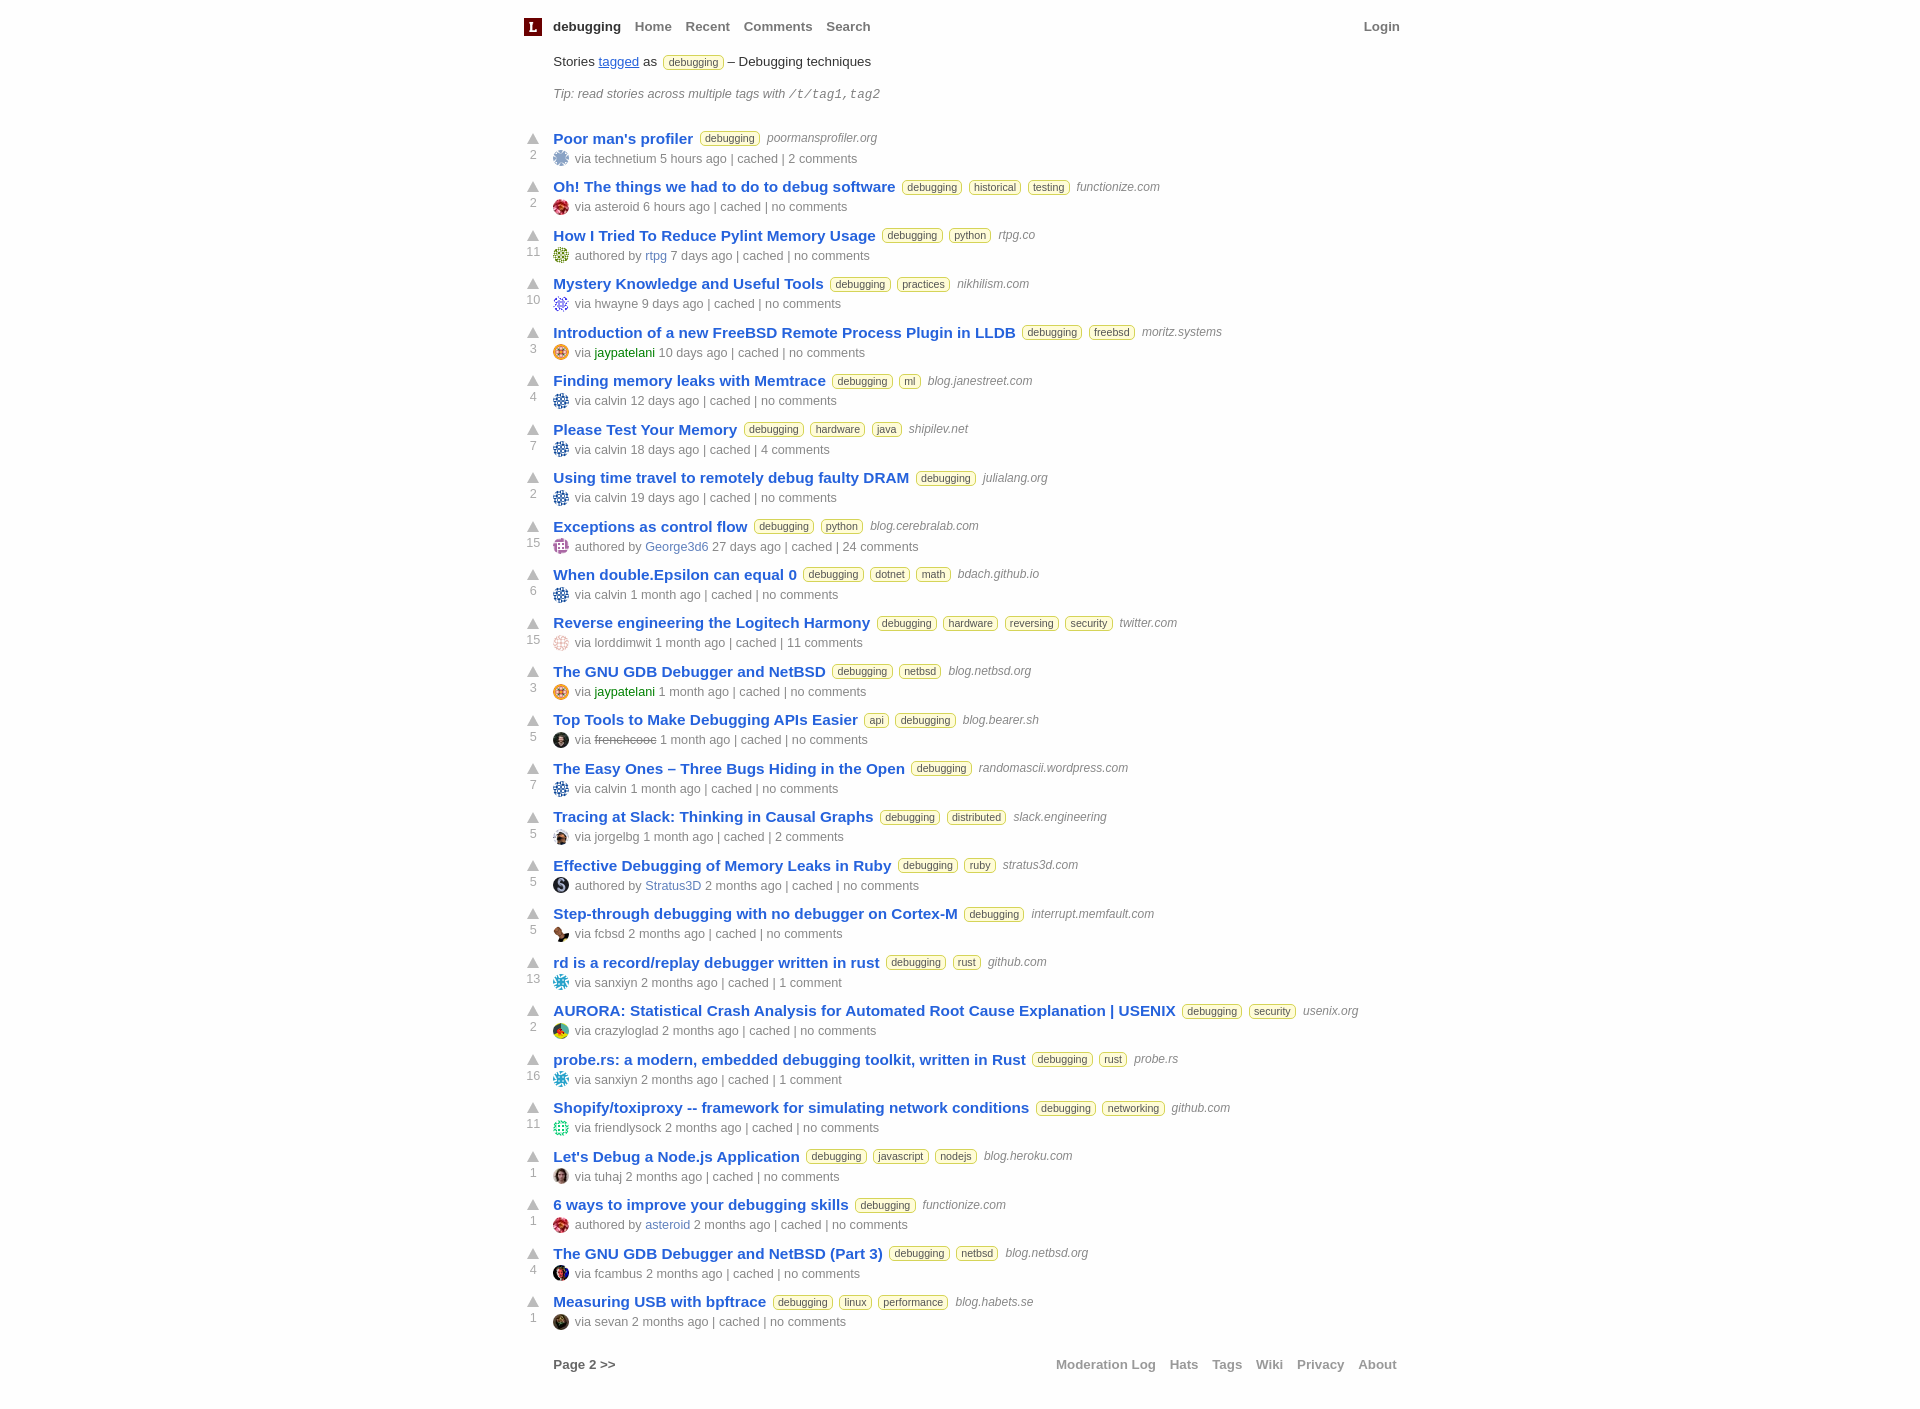 L debugging Home Recent Comments Search Login
Stories tagged as debugging – Debugging techniques
Tip: read stories across multiple tags with /t/tag1,tag2
Poor man's profiler debugging poormansprofiler.org
2 via technetium 5 hours ago | cached | 2 comments
Oh! The things we had to do to debug software debugging historical testing functionize.com
2 via asteroid 6 hours ago | cached | no comments
How I Tried To Reduce Pylint Memory Usage debugging python rtpg.co
11 authored by rtpg 7 days ago | cached | no comments
Mystery Knowledge and Useful Tools debugging practices nikhilism.com
10 via hwayne 9 days ago | cached | no comments
Introduction of a new FreeBSD Remote Process Plugin in LLDB debugging freebsd moritz.systems
3 via jaypatelani 10 days ago | cached | no comments
Finding memory leaks with Memtrace debugging ml blog.janestreet.com
4 via calvin 12 days ago | cached | no comments
Please Test Your Memory debugging hardware java shipilev.net
7 via calvin 18 days ago | cached | 4 comments
Using time travel to remotely debug faulty DRAM debugging julialang.org
2 via calvin 19 days ago | cached | no comments
Exceptions as control flow debugging python blog.cerebralab.com
15 authored by George3d6 27 days ago | cached | 24 comments
When double.Epsilon can equal 0 debugging dotnet math bdach.github.io
6 via calvin 1 month ago | cached | no comments
Reverse engineering the Logitech Harmony debugging hardware reversing security twitter.com
15 via lorddimwit 1 month ago | cached | 11 comments
The GNU GDB Debugger and NetBSD debugging netbsd blog.netbsd.org
3 via jaypatelani 1 month ago | cached | no comments
Top Tools to Make Debugging APIs Easier api debugging blog.bearer.sh
5 via frenchcooc 1 month ago | cached | no comments
The Easy Ones – Three Bugs Hiding in the Open debugging randomascii.wordpress.com
7 via calvin 1 month ago | cached | no comments
Tracing at Slack: Thinking in Causal Graphs debugging distributed slack.engineering
5 via jorgelbg 1 month ago | cached | 2 comments
Effective Debugging of Memory Leaks in Ruby debugging ruby stratus3d.com
5 authored by Stratus3D 2 months ago | cached | no comments
Step-through debugging with no debugger on Cortex-M debugging interrupt.memfault.com
5 via fcbsd 2 months ago | cached | no comments
rd is a record/replay debugger written in rust debugging rust github.com
13 via sanxiyn 2 months ago | cached | 1 comment
AURORA: Statistical Crash Analysis for Automated Root Cause Explanation | USENIX debugging security usenix.org
2 via crazyloglad 2 months ago | cached | no comments
probe.rs: a modern, embedded debugging toolkit, written in Rust debugging rust probe.rs
16 via sanxiyn 2 months ago | cached | 1 comment
Shopify/toxiproxy -- framework for simulating network conditions debugging networking github.com
11 via friendlysock 2 months ago | cached | no comments
Let's Debug a Node.js Application debugging javascript nodejs blog.heroku.com
1 via tuhaj 2 months ago | cached | no comments
6 ways to improve your debugging skills debugging functionize.com
1 authored by asteroid 2 months ago | cached | no comments
The GNU GDB Debugger and NetBSD (Part 3) debugging netbsd blog.netbsd.org
4 via fcambus 2 months ago | cached | no comments
Measuring USB with bpftrace debugging linux performance blog.habets.se
1 via sevan 2 months ago | cached | no comments
Page 2 >> Moderation Log Hats Tags Wiki Privacy About